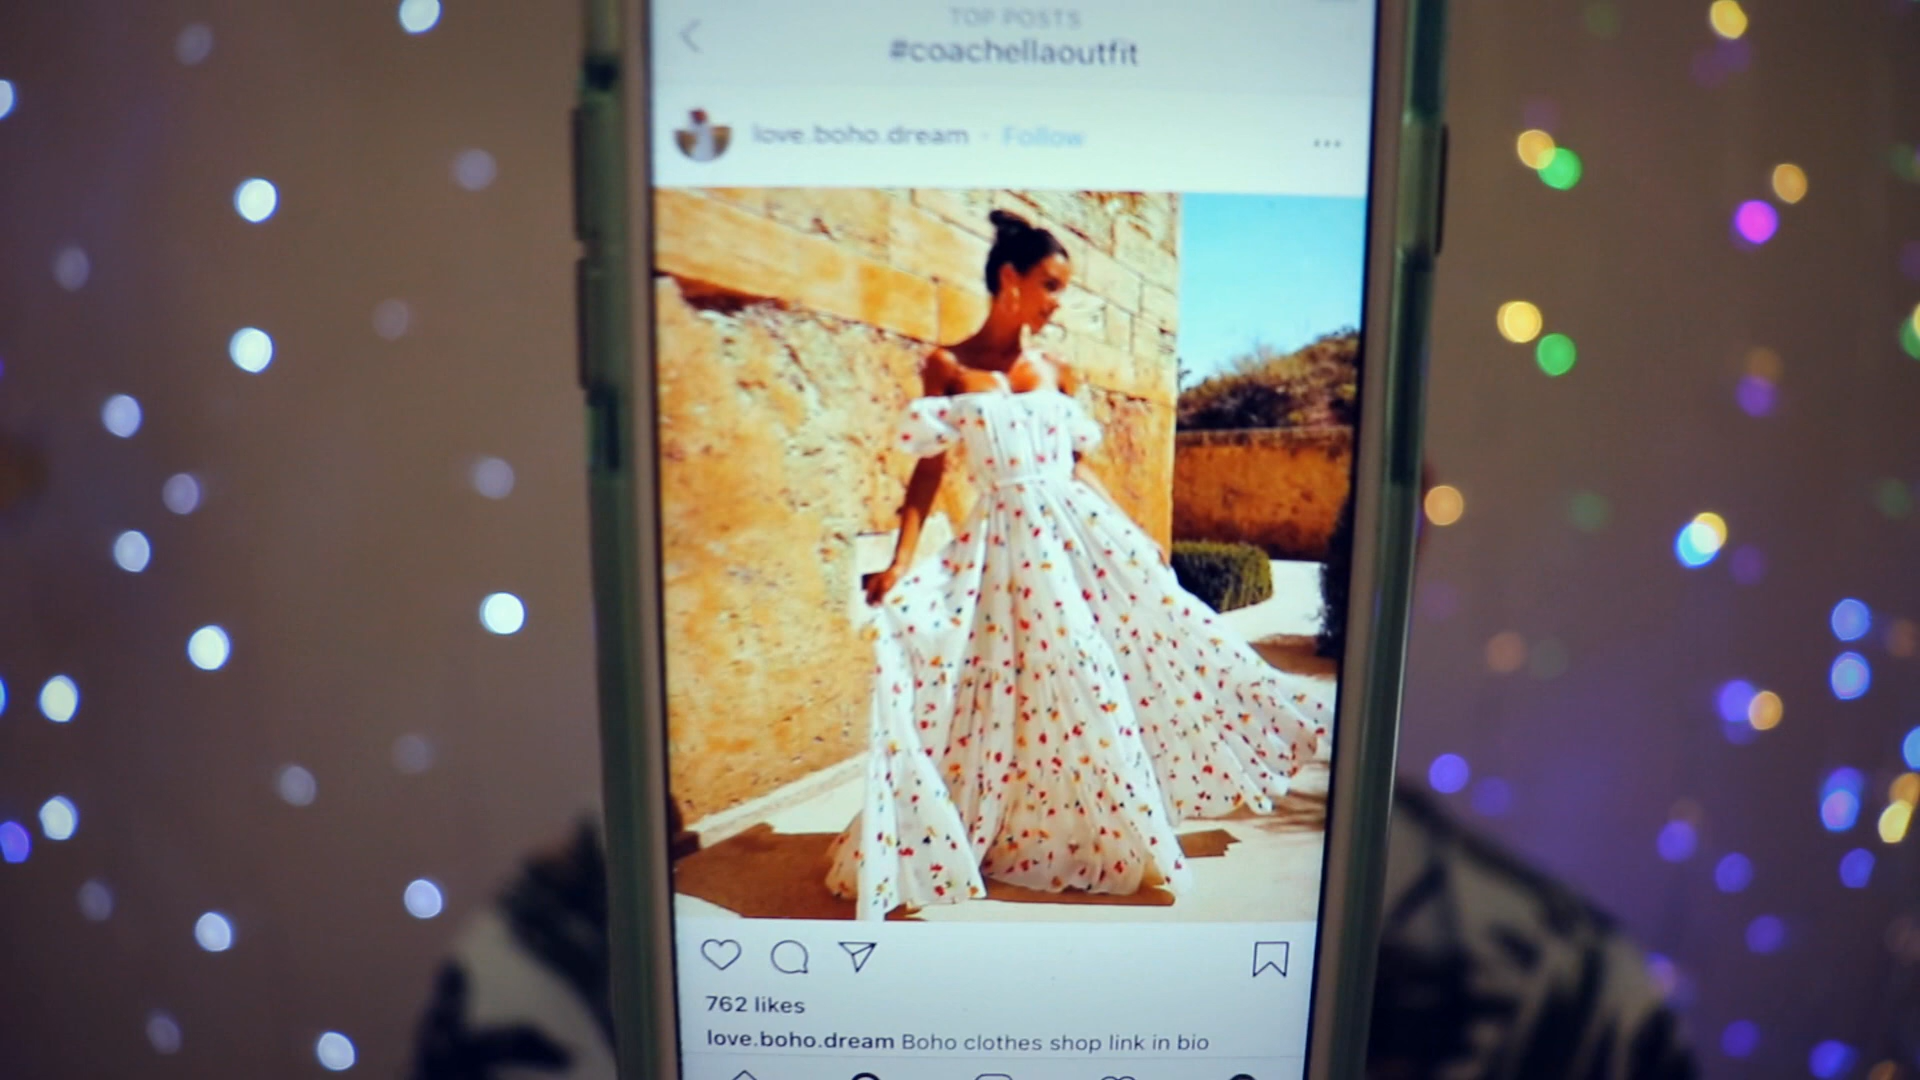 TOP POSTS
#coachellaoutfit
love.boho.dream · Follow
762 likes
love.boho.dream Boho clothes shop link in bio